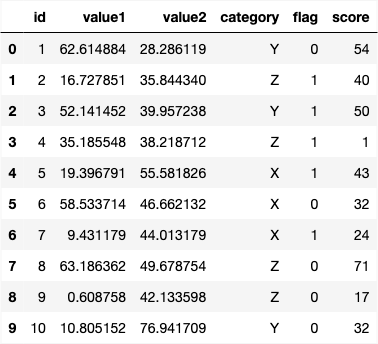 id value1 value2 category flag score
0 1 62.614884 28.286119 Y 0 54
1 2 16.727851 35.844340 Z 1 40
2 3 52.141452 39.957238 Y 1 50
3 4 35.185548 38.218712 Z 1 1
4 5 19.396791 55.581826 X 1 43
5 6 58.533714 46.662132 X 0 32
6 7 9.431179 44.013179 X 1 24
7 8 63.186362 49.678754 Z 0 71
8 9 0.608758 42.133598 Z 0 17
9 10 10.805152 76.941709 Y 0 32